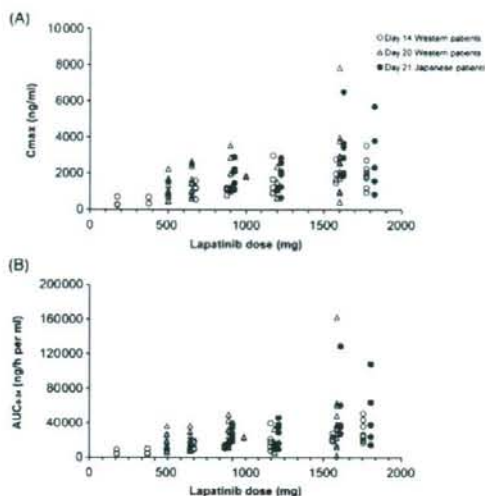 (A)
Day 14 Western patients
Day 20 Western patients
Day 21 Japanese patients
10000
8000
6000
4000
2000
0
Cmax (ng/ml)
0 500 1000 1500 2000
Lapatinib dose (mg)
(B)
200000
160000
120000
80000
40000
0
(ng/h per ml)
0 500 1000 1500 2000
Lapatinib dose (mg)